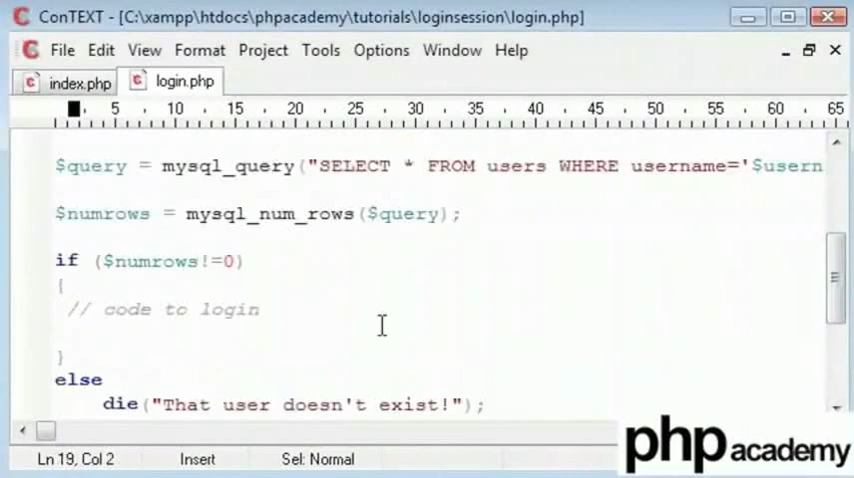 ConTEXT - [C:\xampp\htdocs\phpacademy\tutorials\loginsession\login.php]
File Edit View Format Project Tools Options Window Help
index.php login.php
5 10 15 20 25 30 35 40 45 50 55 60 65
$query = mysql_query("SELECT * FROM users WHERE username='$usern
$numrows = mysql_num_rows($query);
if ($numrows!=0)
{
// code to login
}
else
die("That user doesn't exist!");
php academy
Ln 19, Col 2 Insert Sel: Normal